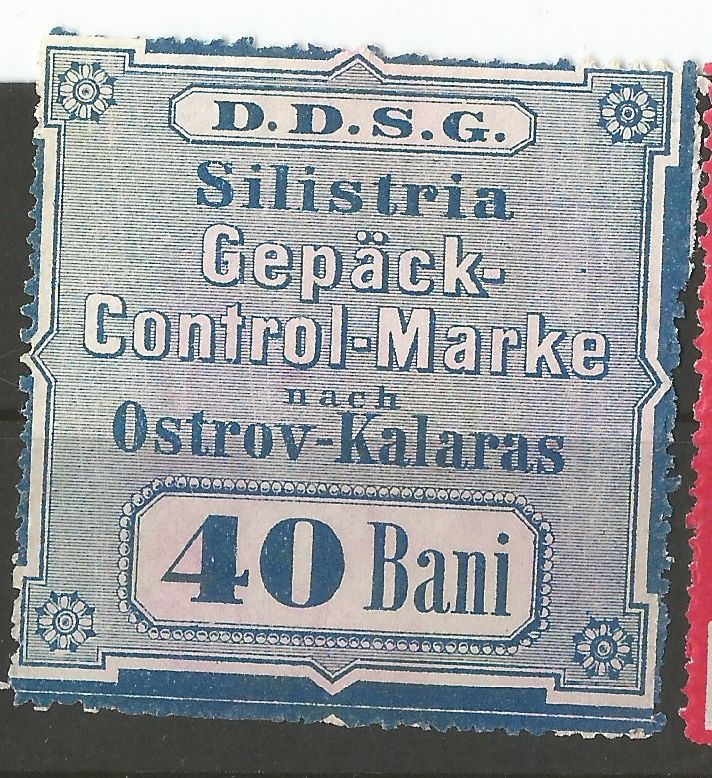 D.D.S.G.
Silistria
Gepäck-
Control-Marke
nach
Ostrov-Kalaras
40 Bani